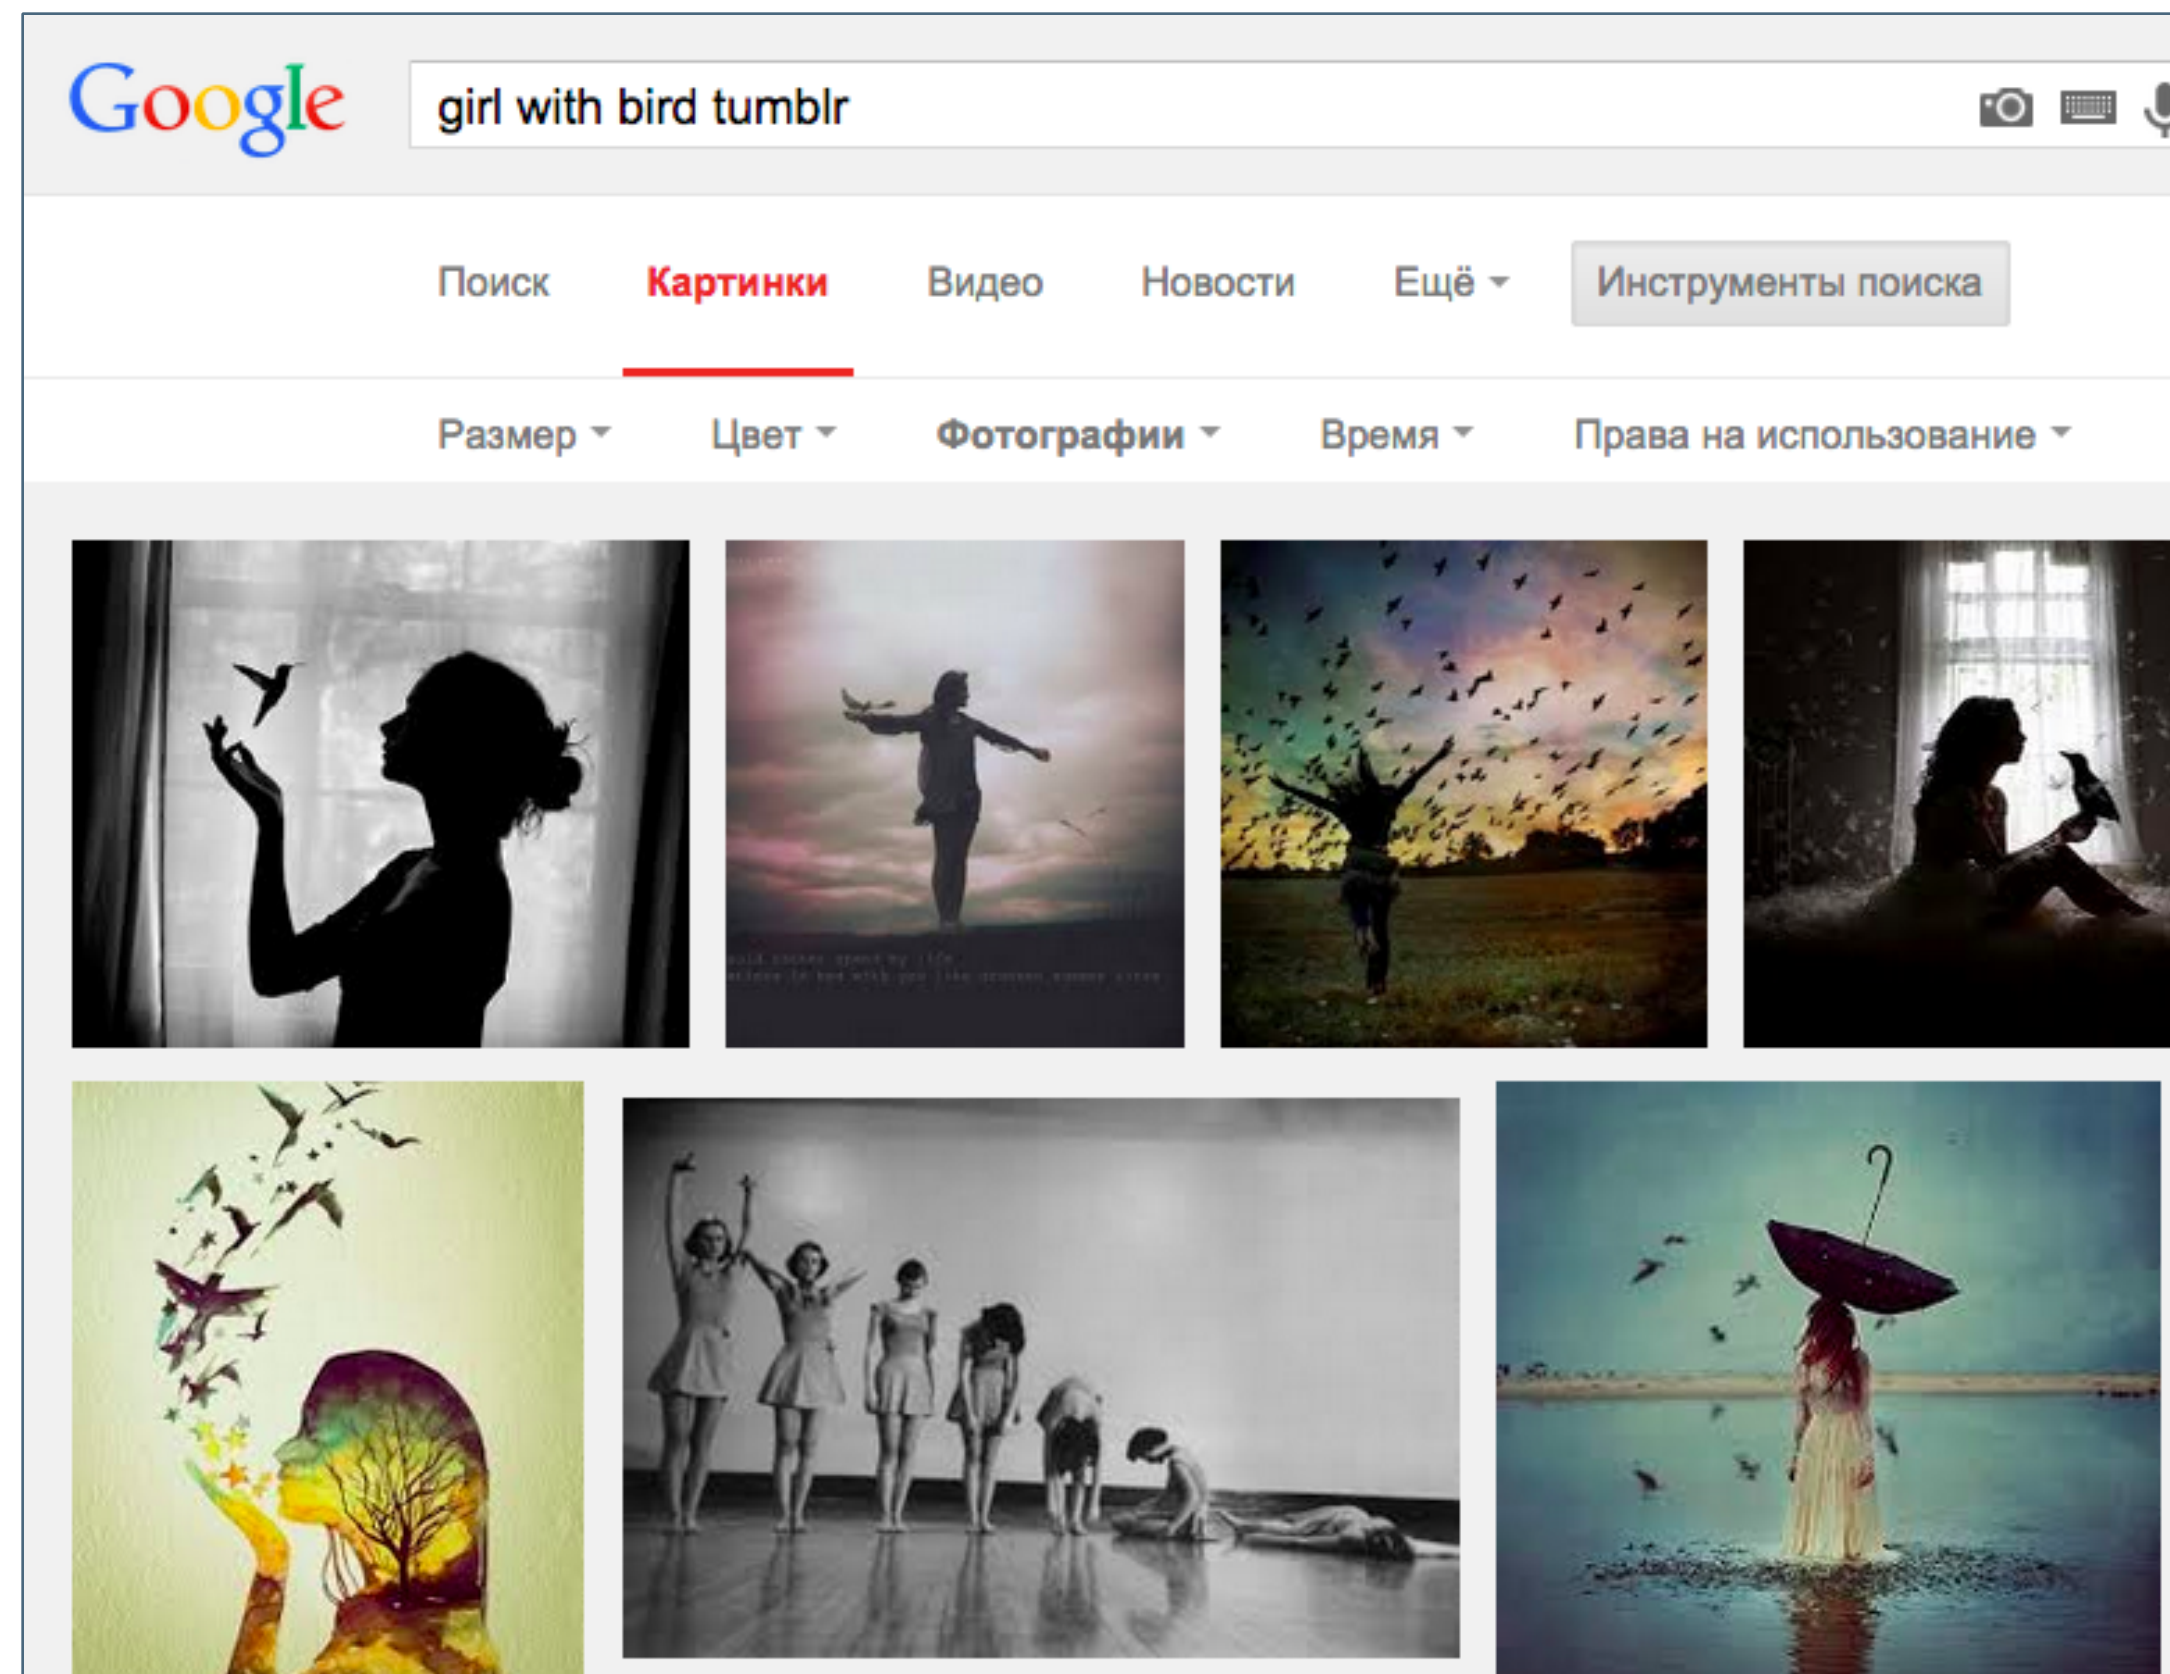 Google girl with bird tumblr
Поиск Картинки Видео Новости Ещё Инструменты поиска
Размер Цвет Фотографии Время Права на использование